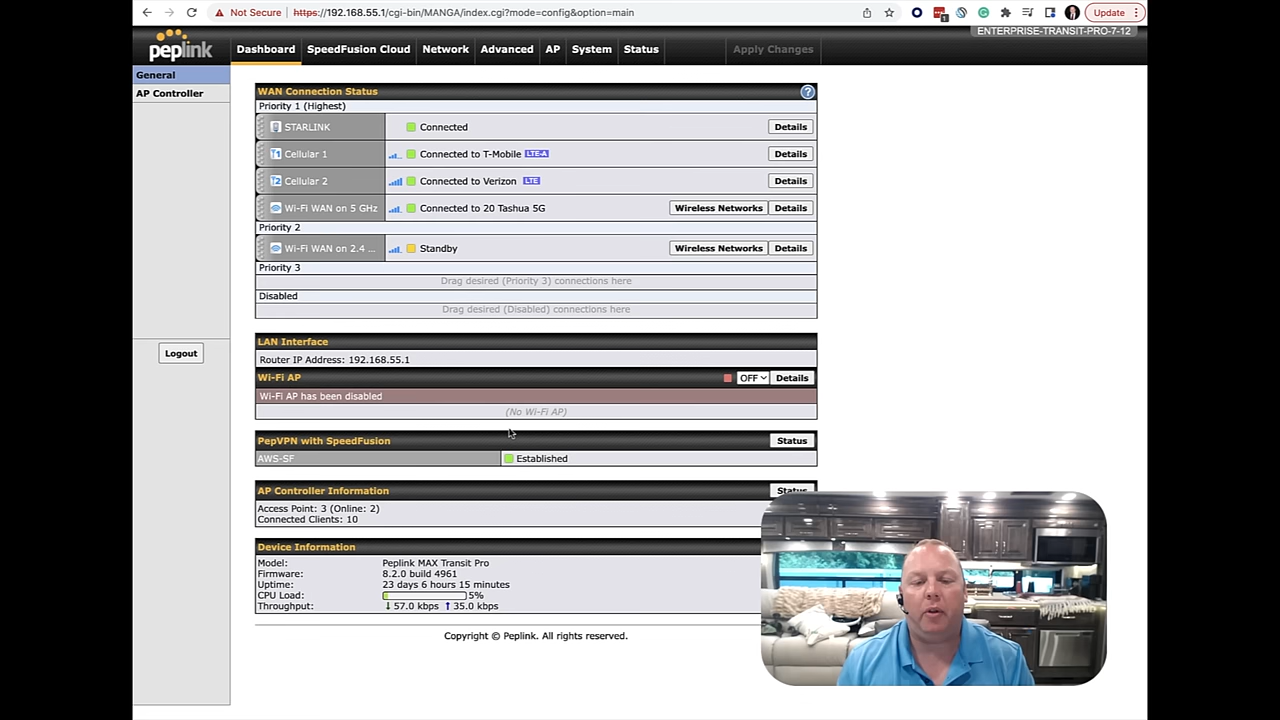 Not Secure
https://192.168.55.1/cgi-bin/MANGA/index.cgi?mode=config&option=main
1
Update
ENTERPRISE-TRANSIT-PRO-7-12
peplink
Dashboard
SpeedFusion Cloud
Network
Advanced
AP
System
Status
Apply Changes
General
AP Controller
Logout
WAN Connection Status
?
Priority 1 (Highest)
STARLINK Connected Details
1 Cellular 1 Connected to T-Mobile LTE-A Details
2 Cellular 2 Connected to Verizon LTE Details
Wi-Fi WAN on 5 GHz Connected to 20 Tashua 5G Wireless Networks Details
Priority 2
Wi-Fi WAN on 2.4 ... Standby Wireless Networks Details
Priority 3
Drag desired (Priority 3) connections here
Disabled
Drag desired (Disabled) connections here
LAN Interface
Router IP Address: 192.168.55.1
Wi-Fi AP OFF Details
Wi-Fi AP has been disabled
(No Wi-Fi AP)
PepVPN with SpeedFusion Status
AWS-SF Established
AP Controller Information Status
Access Point: 3 (Online: 2)
Connected Clients: 10
Device Information
Model: Peplink MAX Transit Pro
Firmware: 8.2.0 build 4961
Uptime: 23 days 6 hours 15 minutes
CPU Load: 5%
Throughput: ↓ 57.0 kbps ↑ 35.0 kbps
Copyright © Peplink. All rights reserved.